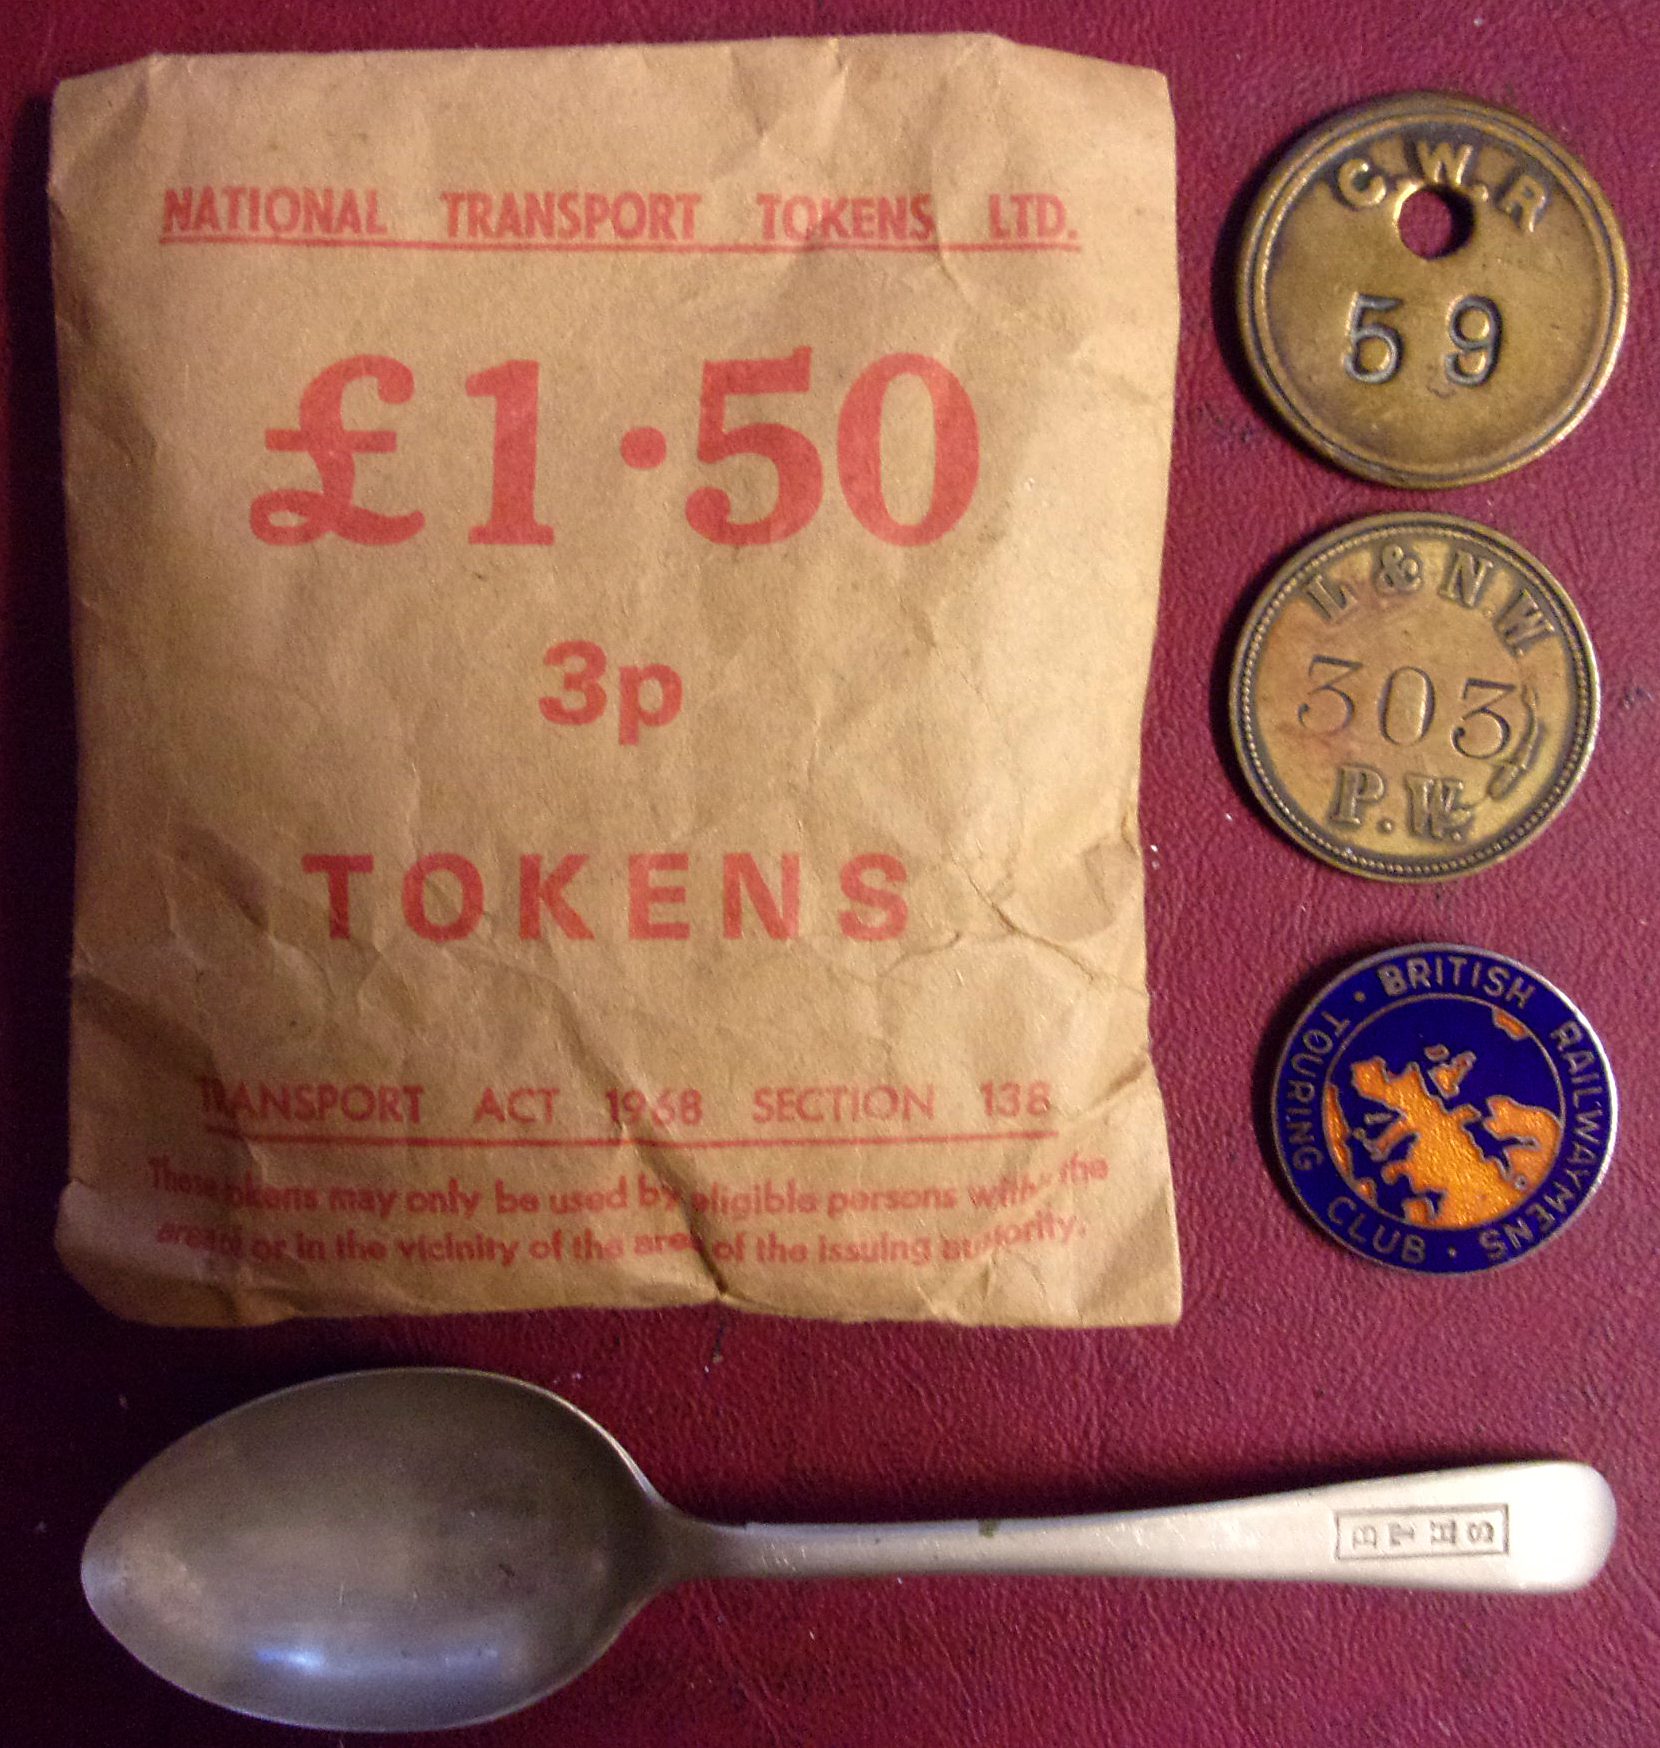 NATIONAL TRANSPORT TOKENS LTD.
£1·50
3p
TOKENS
TRANSPORT ACT 1968 SECTION 138
These tokens may only be used by eligible persons within the
area of or in the vicinity of the area of the issuing authority.
G.W.R
59
L & N.W
303
P.W.
BRITISH RAILWAYMENS
TOURING CLUB
BTHS